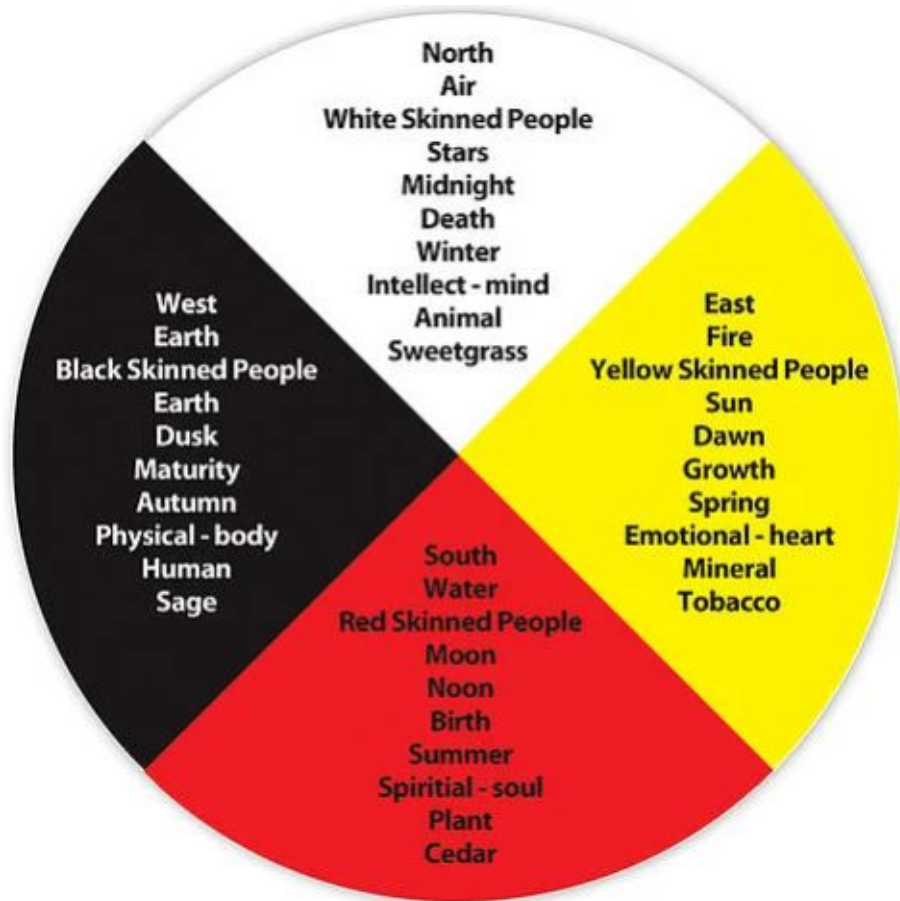 North
Air
White Skinned People
Stars
Midnight
Death
Winter
Intellect - mind
Animal
Sweetgrass
West
Earth
Black Skinned People
Earth
Dusk
Maturity
Autumn
Physical - body
Human
Sage
East
Fire
Yellow Skinned People
Sun
Dawn
Growth
Spring
Emotional - heart
Mineral
Tobacco
South
Water
Red Skinned People
Moon
Noon
Birth
Summer
Spiritial - soul
Plant
Cedar